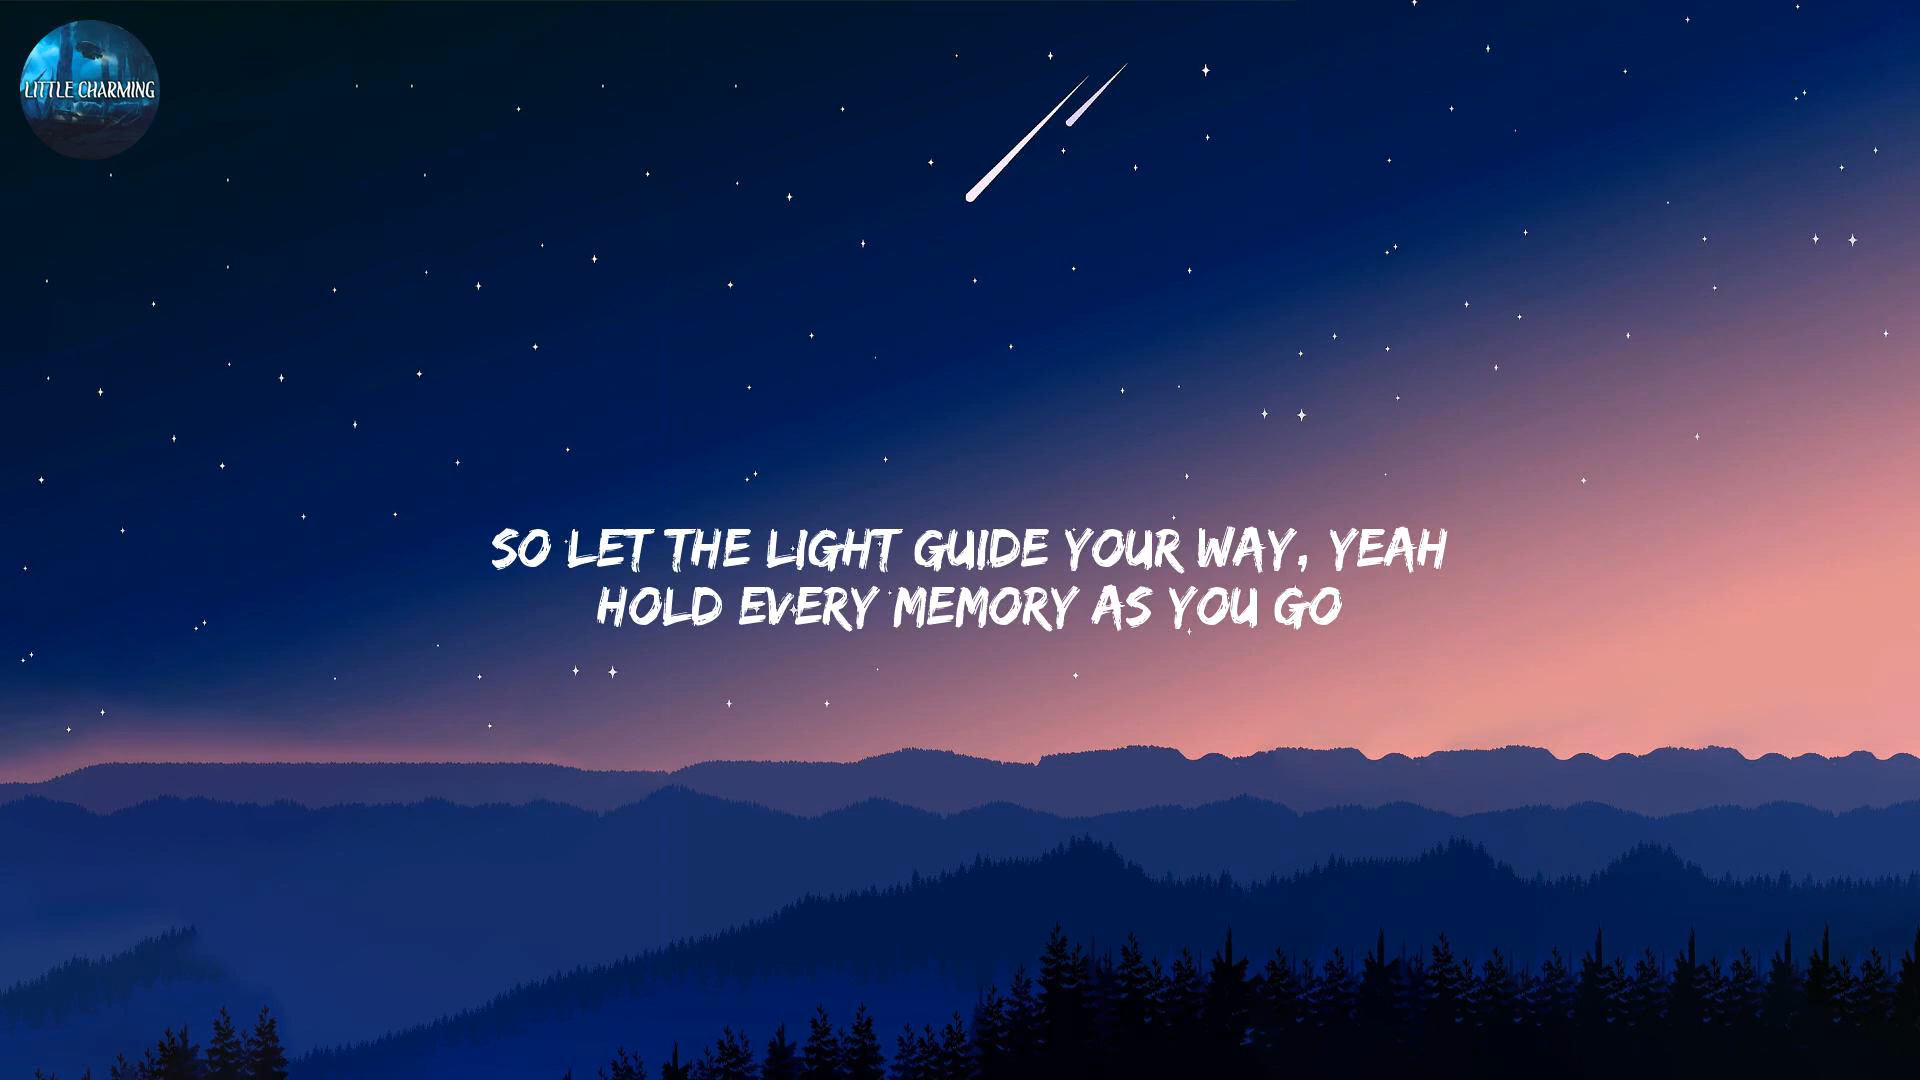 LITTLE CHARMING
SO LET THE LIGHT GUIDE YOUR WAY, YEAH
HOLD EVERY MEMORY AS YOU GO